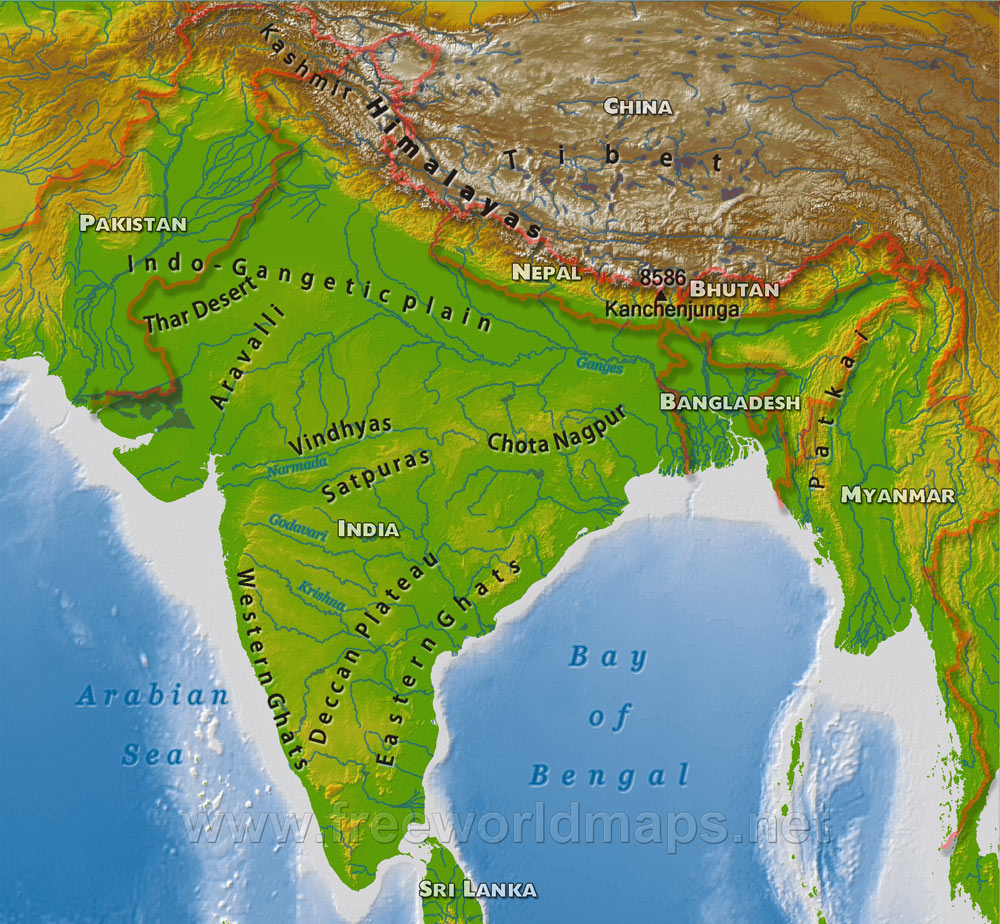 Kashmir
Himalayas
CHINA
Tibet
PAKISTAN
Indo-Gangetic plain
NEPAL
8586
Kanchenjunga
BHUTAN
Thar Desert
Aravalli
Ganges
Patkai
BANGLADESH
Vindhyas
Chota Nagpur
Narmada
Satpuras
MYANMAR
Godavari
INDIA
Krishna
Western Ghats
Deccan Plateau
Eastern Ghats
Arabian
Sea
Bay
of
Bengal
www.freeworldmaps.net
SRI LANKA